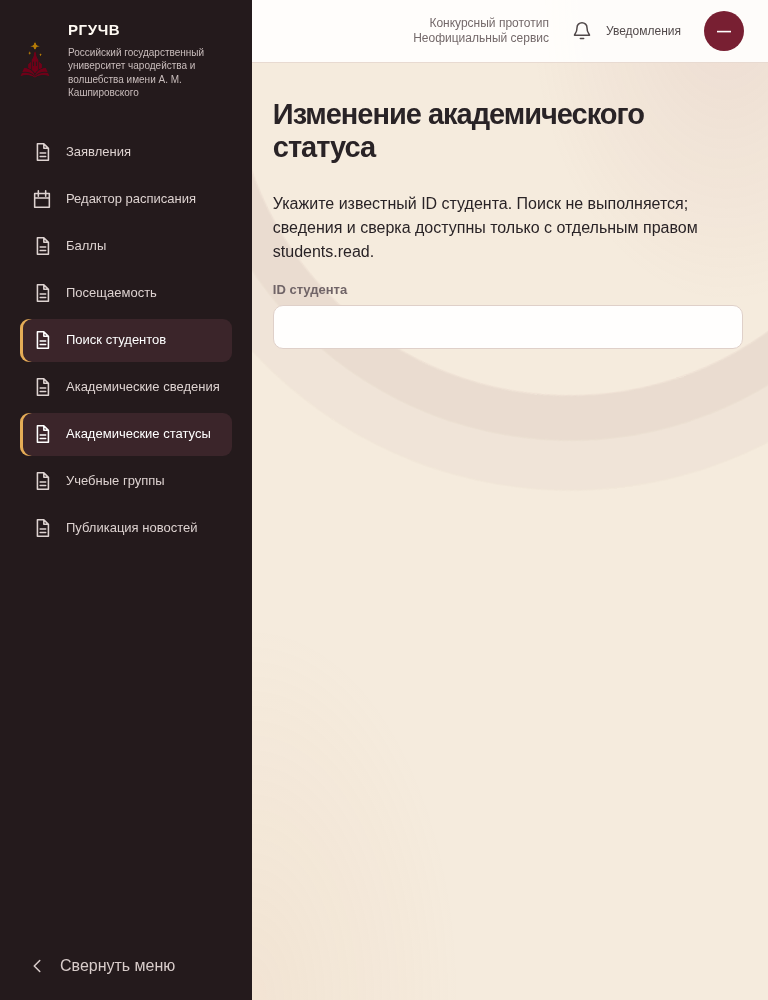 РГУЧВ
Российский государственный
университет чародейства и
волшебства имени А. М.
Кашпировского
Заявления
Редактор расписания
Баллы
Посещаемость
Поиск студентов
Академические сведения
Академические статусы
Учебные группы
Публикация новостей
Свернуть меню
Конкурсный прототип
Неофициальный сервис
Уведомления
—
Изменение академического
статуса
Укажите известный ID студента. Поиск не выполняется;
сведения и сверка доступны только с отдельным правом
students.read.
ID студента